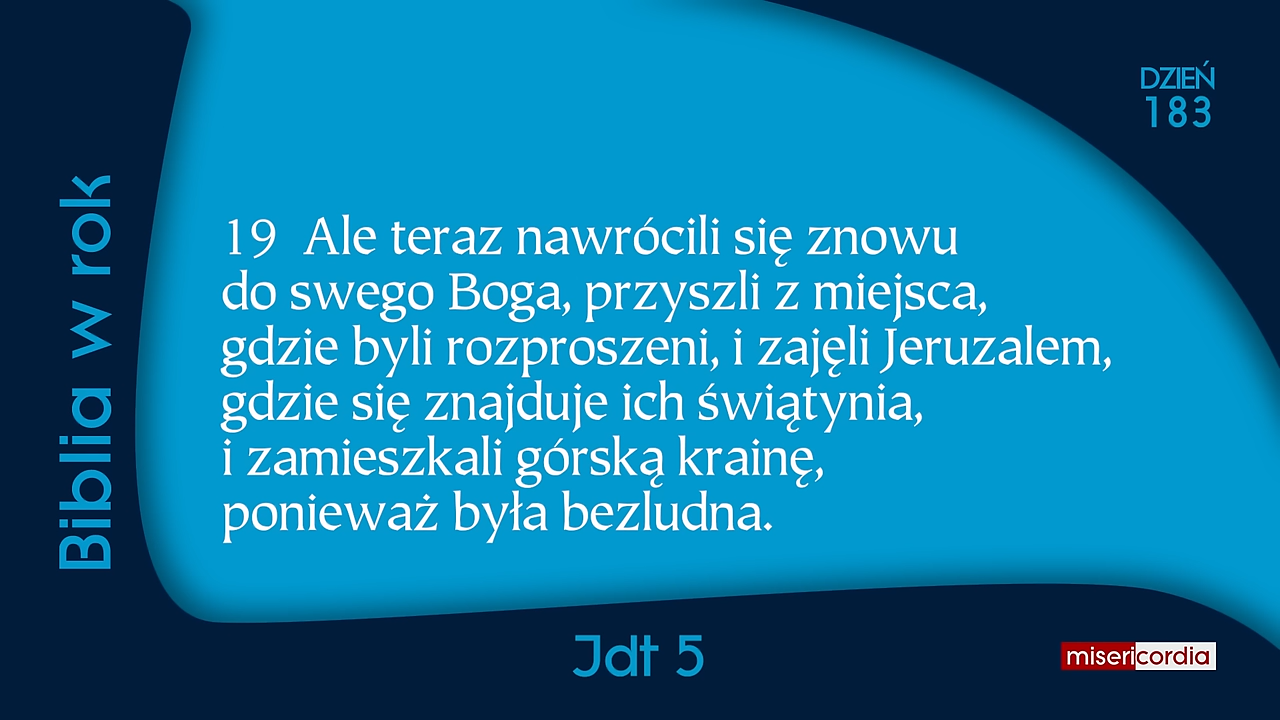 DZIEŃ
183
Biblia w rok
19 Ale teraz nawrócili się znowu
do swego Boga, przyszli z miejsca,
gdzie byli rozproszeni, i zajęli Jeruzalem,
gdzie się znajduje ich świątynia,
i zamieszkali górską krainę,
ponieważ była bezludna.
Jdt 5
misericordia